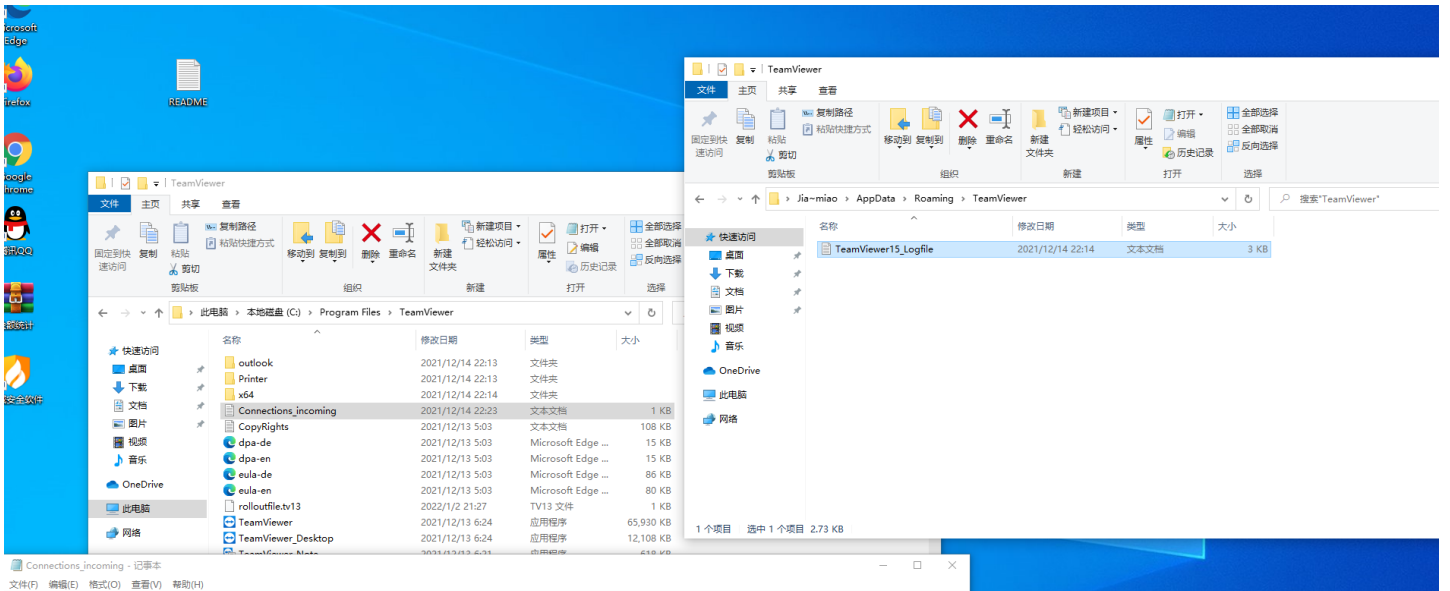 icrosoft
Edge
irefox
README
oogle
hrome
TeamViewer
文件 主页 共享 查看
固定到快速访问
复制
粘贴
复制路径
粘贴快捷方式
剪切
移动到 复制到 删除 重命名
新建
文件夹
新建项目
轻松访问
属性
打开
编辑
历史记录
全部选择
全部取消
反向选择
剪贴板 组织 新建 打开 选择
此电脑 › 本地磁盘 (C:) › Program Files › TeamViewer
快速访问
桌面
下载
文档
图片
视频
音乐
OneDrive
此电脑
网络
名称 修改日期 类型 大小
outlook 2021/12/14 22:13 文件夹
Printer 2021/12/14 22:13 文件夹
x64 2021/12/14 22:14 文件夹
Connections_incoming 2021/12/14 22:23 文本文档 1 KB
CopyRights 2021/12/13 5:03 文本文档 108 KB
dpa-de 2021/12/13 5:03 Microsoft Edge ... 15 KB
dpa-en 2021/12/13 5:03 Microsoft Edge ... 15 KB
eula-de 2021/12/13 5:03 Microsoft Edge ... 86 KB
eula-en 2021/12/13 5:03 Microsoft Edge ... 80 KB
rolloutfile.tv13 2022/1/2 21:27 TV13 文件 1 KB
TeamViewer 2021/12/13 6:24 应用程序 65,930 KB
TeamViewer_Desktop 2021/12/13 6:24 应用程序 12,108 KB
TeamViewer_Note 2021/12/13 6:21 应用程序 618 KB
TeamViewer
文件 主页 共享 查看
固定到快速访问
复制
粘贴
复制路径
粘贴快捷方式
剪切
移动到 复制到 删除 重命名
新建
文件夹
新建项目
轻松访问
属性
打开
编辑
历史记录
全部选择
全部取消
反向选择
剪贴板 组织 新建 打开 选择
Jia~miao › AppData › Roaming › TeamViewer
搜索"TeamViewer"
快速访问
桌面
下载
文档
图片
视频
音乐
OneDrive
此电脑
网络
名称 修改日期 类型 大小
TeamViewer15_Logfile 2021/12/14 22:14 文本文档 3 KB
1 个项目 选中 1 个项目 2.73 KB
Connections_incoming - 记事本
文件(F) 编辑(E) 格式(O) 查看(V) 帮助(H)